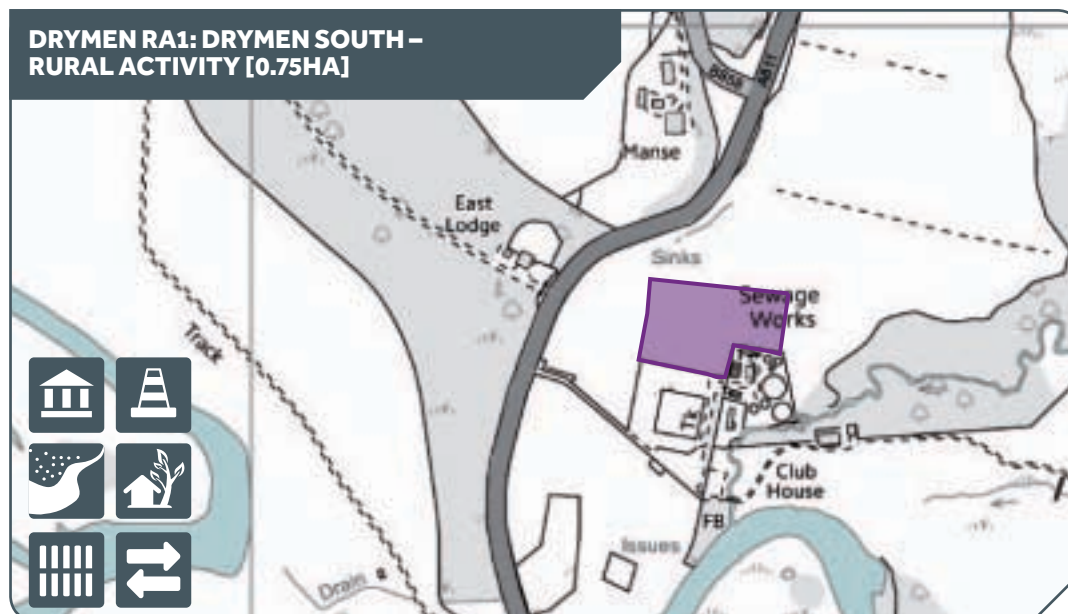 DRYMEN RA1: DRYMEN SOUTH –
RURAL ACTIVITY [0.75HA]
B858
A811
Manse
East
Lodge
Sinks
Sewage
Works
Track
Tk
Club
House
FB
Issues
Drain